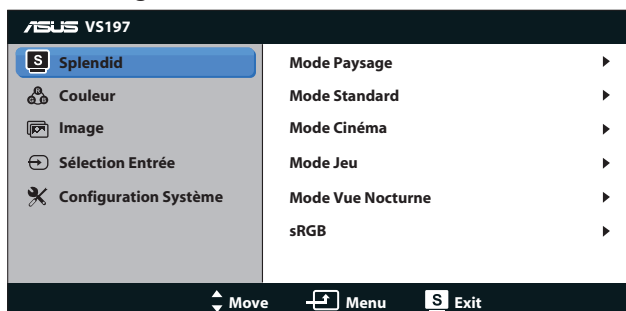 ASUS VS197
S Splendid
Couleur
Image
Sélection Entrée
Configuration Système
Mode Paysage
Mode Standard
Mode Cinéma
Mode Jeu
Mode Vue Nocturne
sRGB
Move Menu S Exit